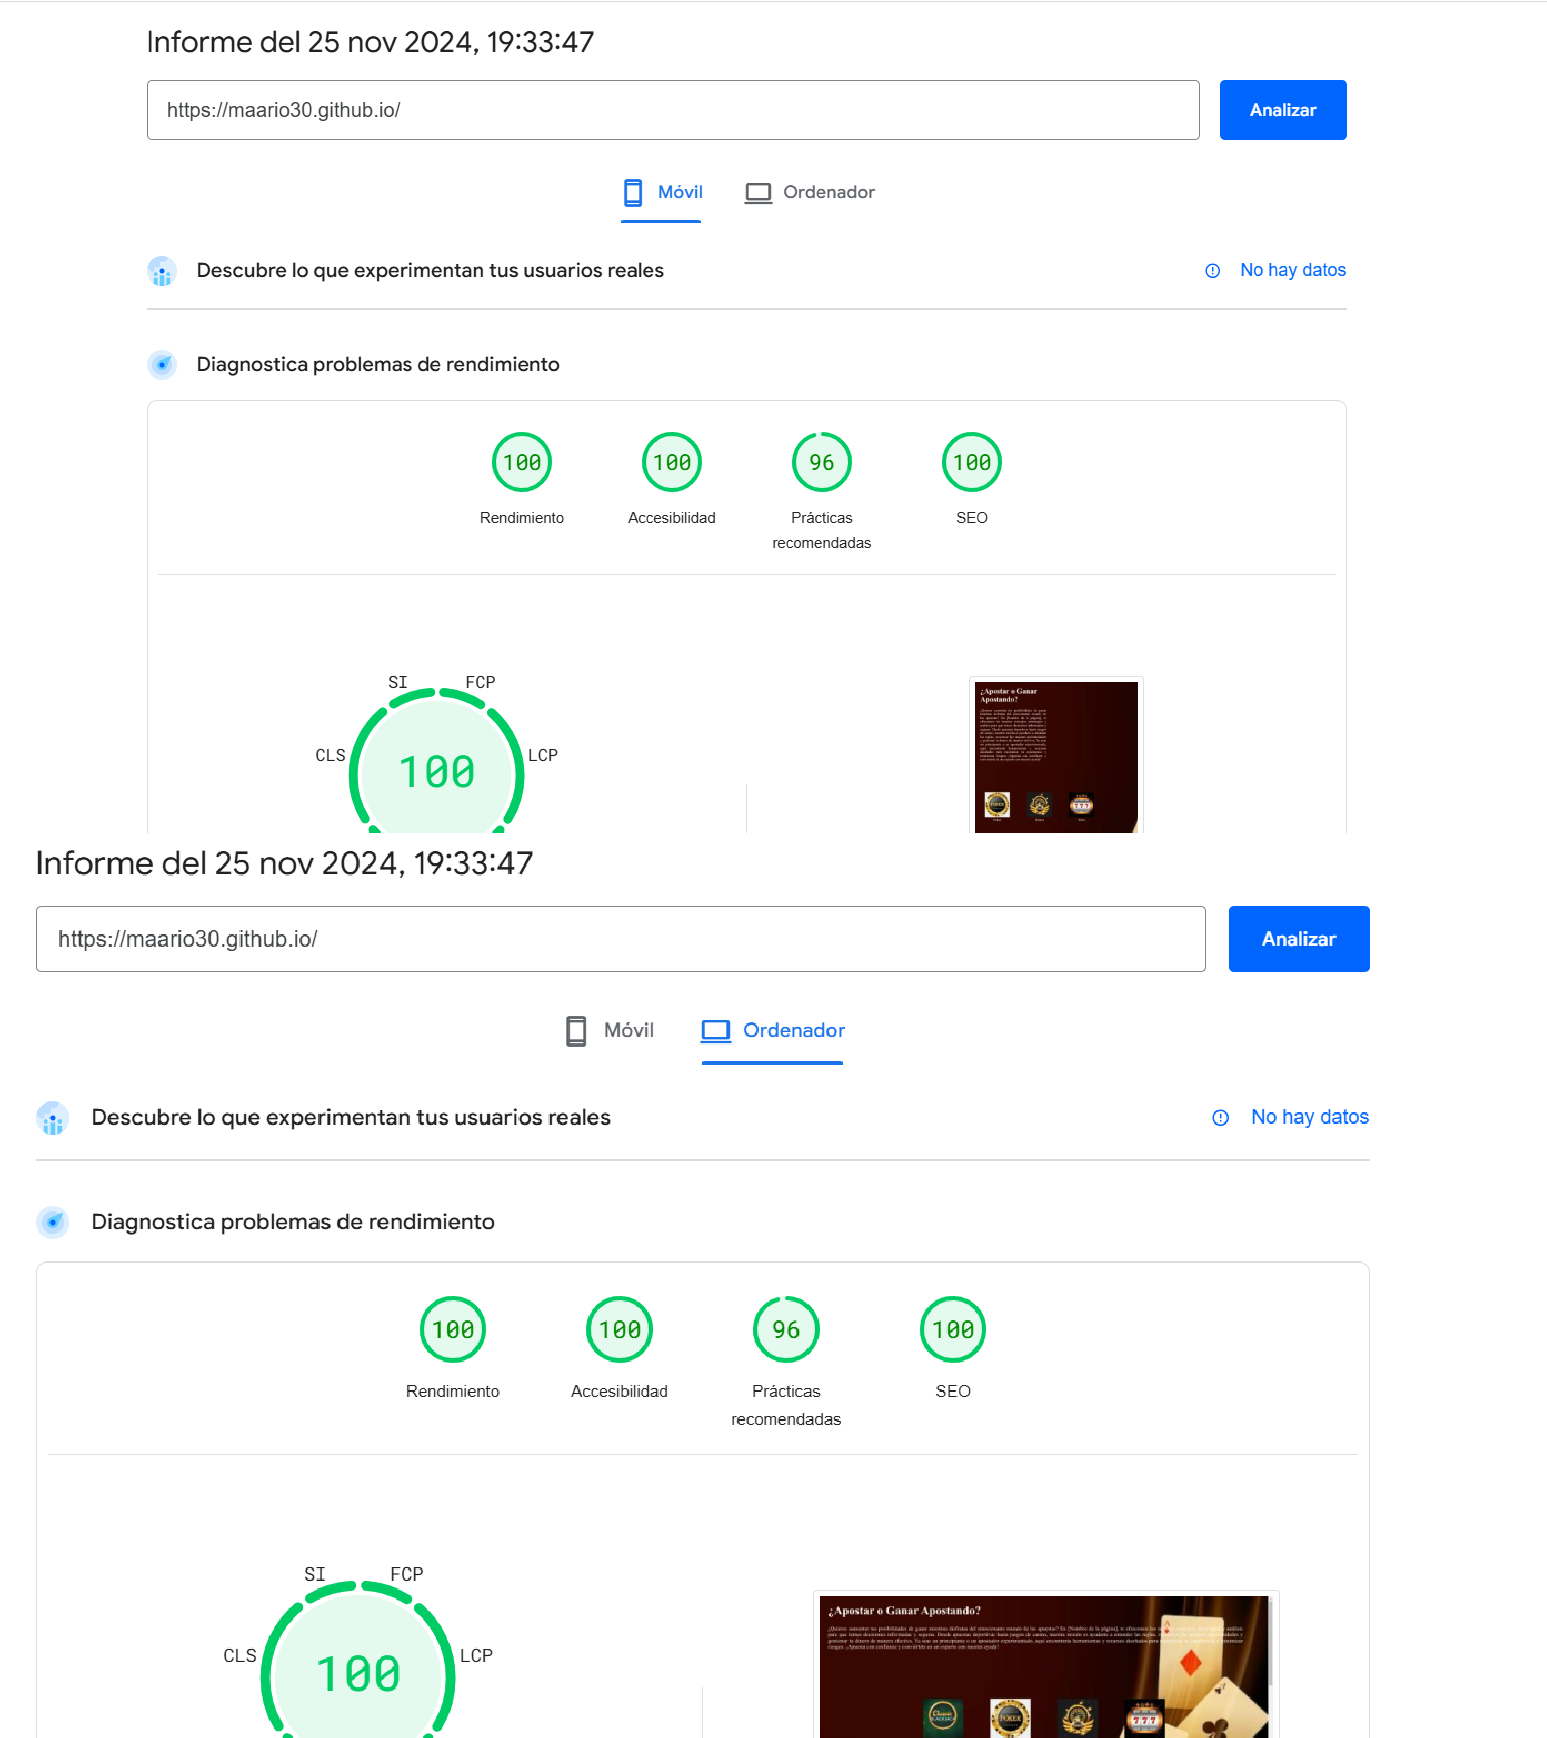 Informe del 25 nov 2024, 19:33:47
https://maario30.github.io/
Analizar
Móvil
Ordenador
Descubre lo que experimentan tus usuarios reales
No hay datos
Diagnostica problemas de rendimiento
100
100
96
100
Rendimiento
Accesibilidad
Prácticas
recomendadas
SEO
SI
FCP
CLS
LCP
100
¿Apostar o Ganar
Apostando?
Informe del 25 nov 2024, 19:33:47
https://maario30.github.io/
Analizar
Móvil
Ordenador
Descubre lo que experimentan tus usuarios reales
No hay datos
Diagnostica problemas de rendimiento
100
100
96
100
Rendimiento
Accesibilidad
Prácticas
recomendadas
SEO
SI
FCP
CLS
LCP
100
¿Apostar o Ganar Apostando?
POKER
777